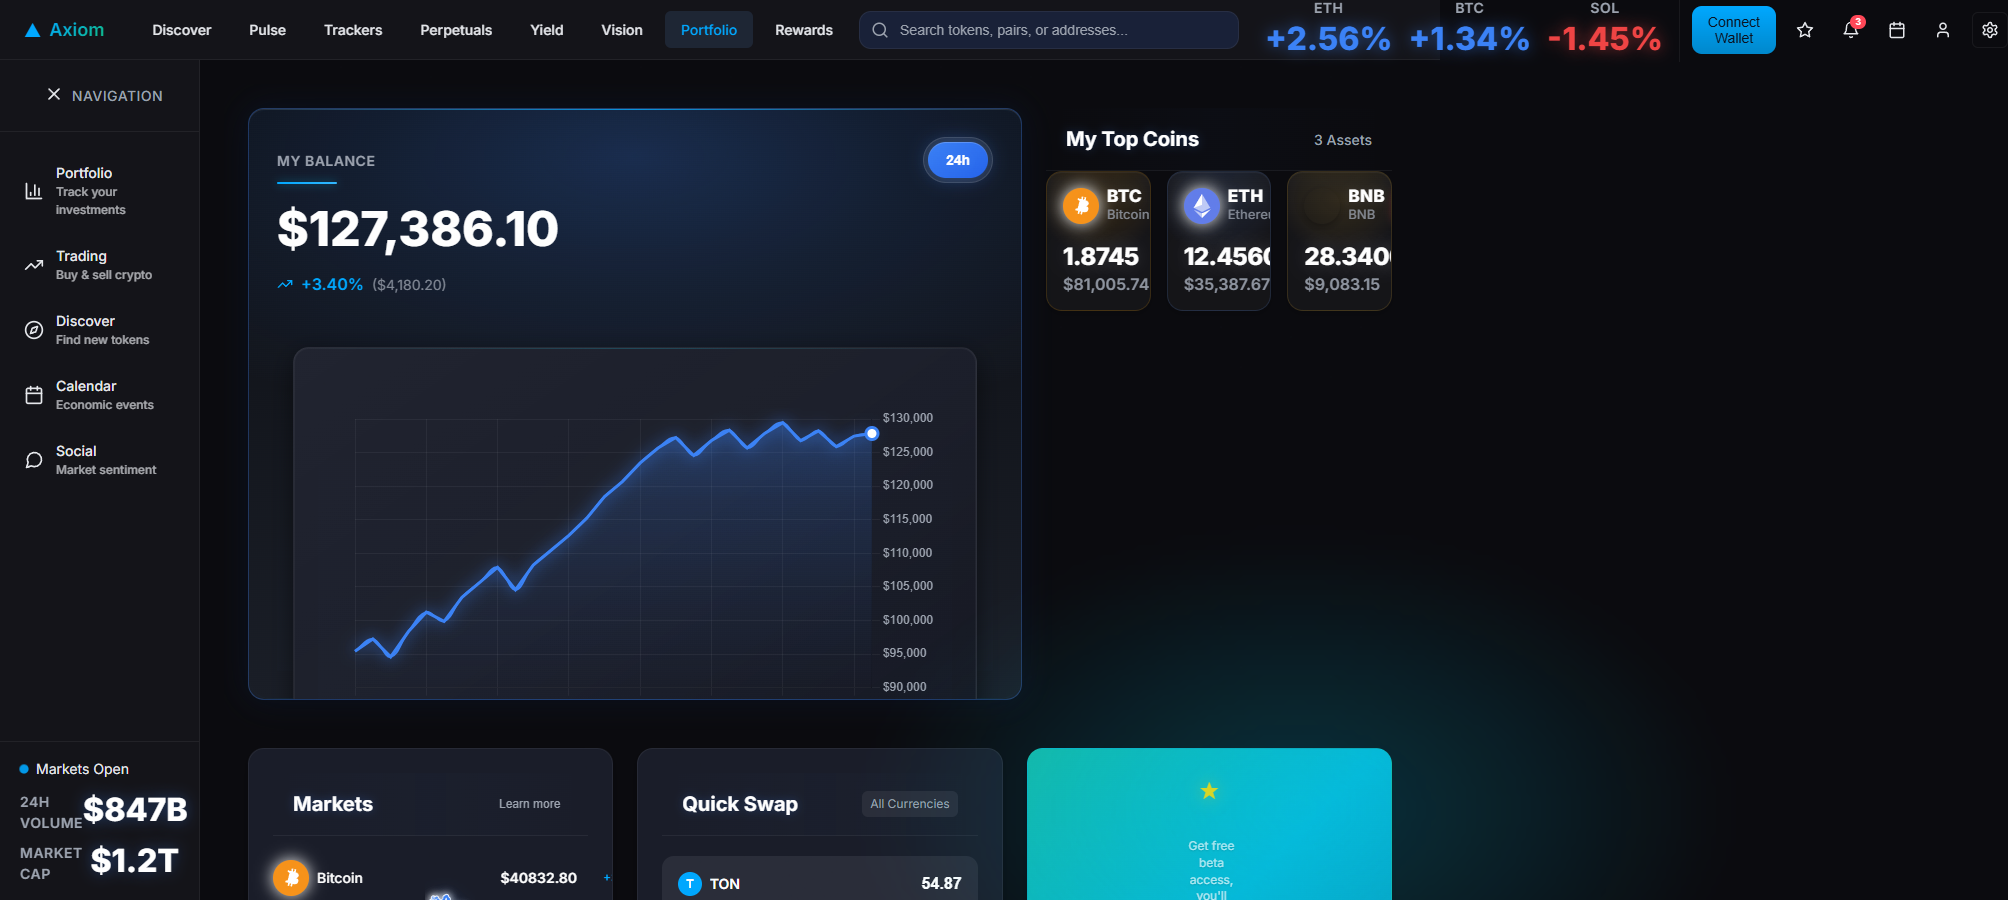 Axiom
Discover
Pulse
Trackers
Perpetuals
Yield
Vision
Portfolio
Rewards
Search tokens, pairs, or addresses...
ETH
+2.56%
BTC
+1.34%
SOL
-1.45%
Connect
Wallet
3
NAVIGATION
Portfolio
Track your
investments
Trading
Buy & sell crypto
Discover
Find new tokens
Calendar
Economic events
Social
Market sentiment
Markets Open
24H
VOLUME
$847B
MARKET
CAP
$1.2T
MY BALANCE
24h
$127,386.10
+3.40% ($4,180.20)
$130,000
$125,000
$120,000
$115,000
$110,000
$105,000
$100,000
$95,000
$90,000
My Top Coins
3 Assets
BTC
Bitcoin
1.8745
$81,005.74
ETH
Ethere
12.456
$35,387.67
BNB
BNB
28.340
$9,083.15
Markets
Learn more
Bitcoin
$40832.80
+
Quick Swap
All Currencies
T
TON
54.87
Get free
beta
access,
you'll